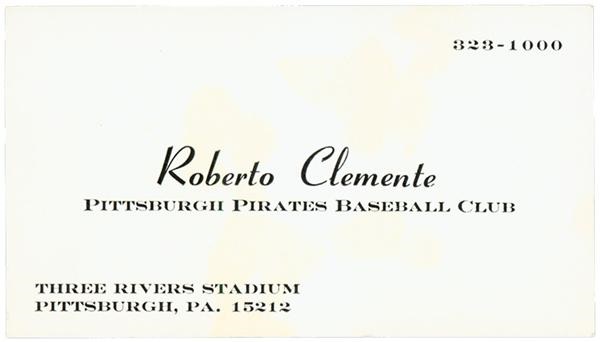 323-1000
Roberto Clemente
PITTSBURGH PIRATES BASEBALL CLUB
THREE RIVERS STADIUM
PITTSBURGH, PA. 15212